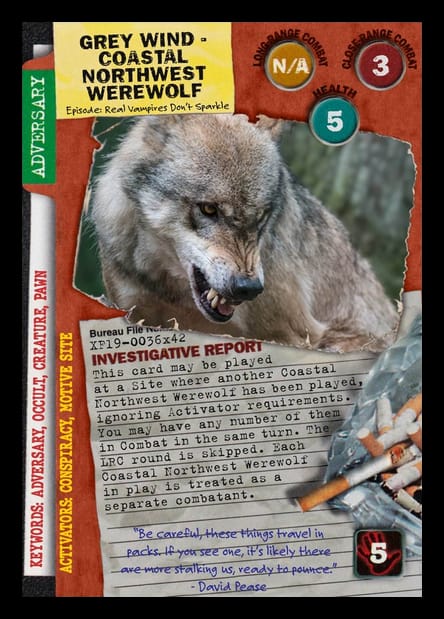 GREY WIND -
COASTAL
NORTHWEST
WEREWOLF
Episode: Real Vampires Don't Sparkle
LONG-RANGE COMBAT
N/A
CLOSE-RANGE COMBAT
3
HEALTH
5
ADVERSARY
KEYWORDS: ADVERSARY, OCCULT, CREATURE, PAWN
ACTIVATORS: CONSPIRACY, MOTIVE SITE
Bureau File
XF19-0036x42
INVESTIGATIVE REPORT
This card may be played
at a Site where another Coastal
Northwest Werewolf has been played,
ignoring Activator requirements.
You may have any number of them
in Combat in the same turn. The
LRC round is skipped. Each
Coastal Northwest Werewolf
in play is treated as a
separate combatant.
"Be careful, these things travel in
packs. If you see one, it's likely there
are more stalking us, ready to pounce."
- David Pease
5